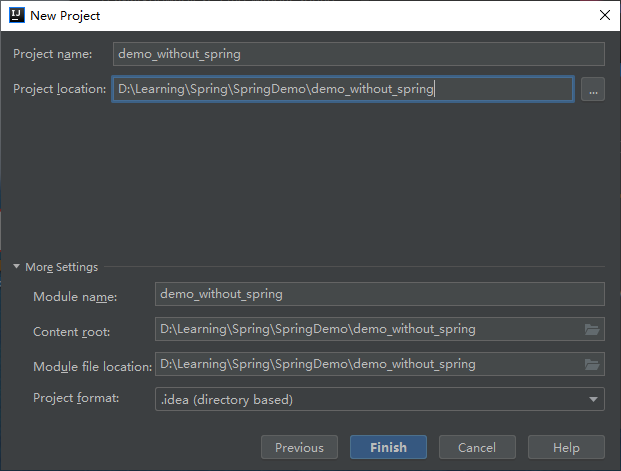 IJ
New Project
Project name: demo_without_spring
Project location: D:\Learning\Spring\SpringDemo\demo_without_spring ...
More Settings
Module name: demo_without_spring
Content root: D:\Learning\Spring\SpringDemo\demo_without_spring
Module file location: D:\Learning\Spring\SpringDemo\demo_without_spring
Project format: .idea (directory based)
Previous Finish Cancel Help